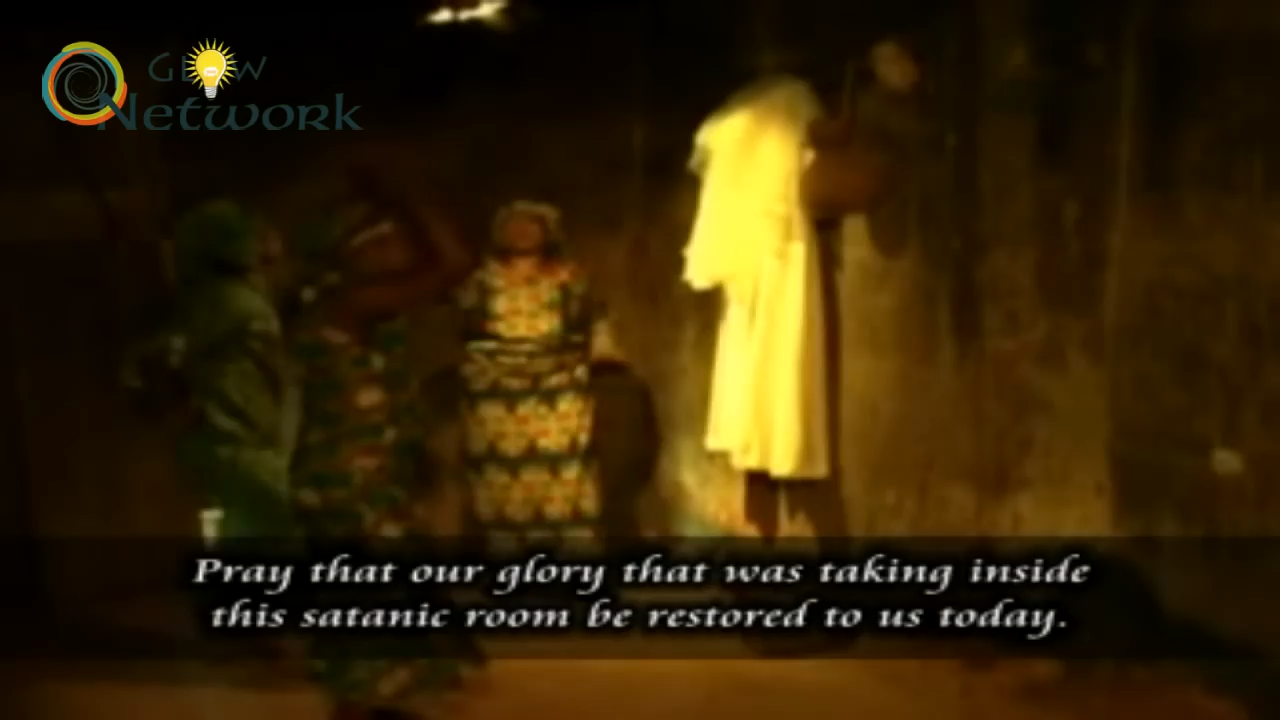 GLOW
Network
Pray that our glory that was taking inside
this satanic room be restored to us today.